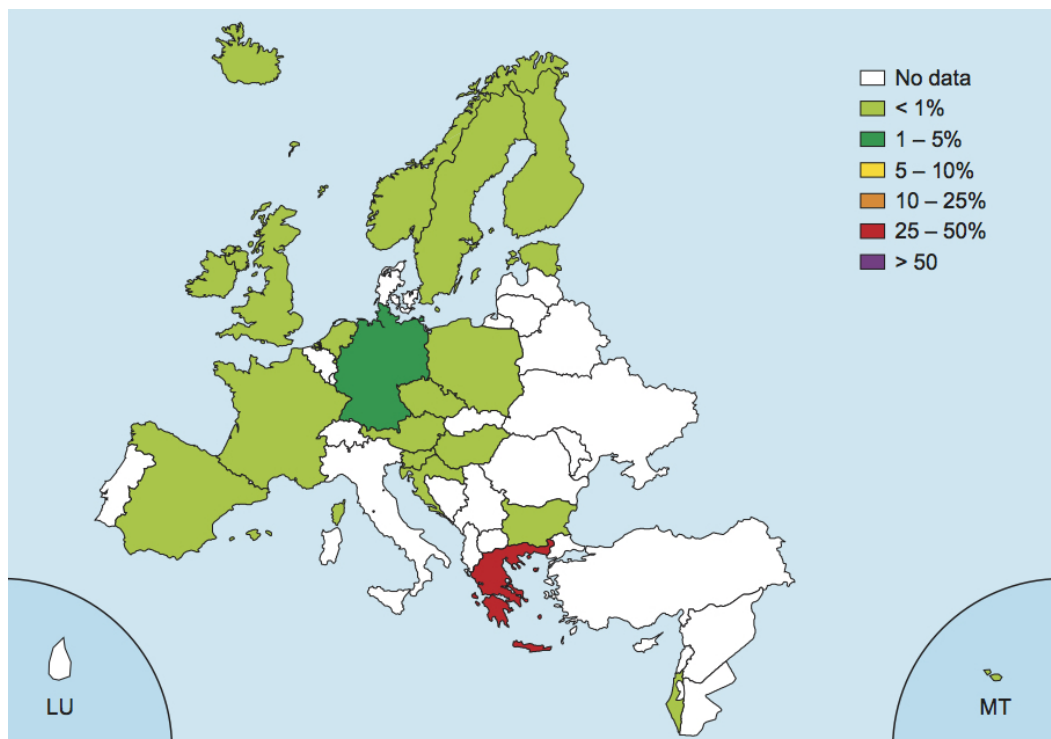 No data
< 1%
1 – 5%
5 – 10%
10 – 25%
25 – 50%
> 50
LU
MT